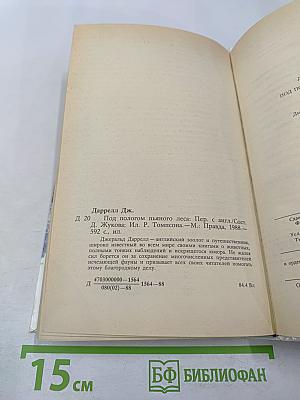 Даррелл Дж.
Д 20 Под пологом пьяного леса: Пер. с англ./Сост.
Д. Жукова; Ил. Р. Томпсона.—М.: Правда, 1988.—
592 с., ил.
Джеральд Даррелл—английский зоолог и путешественник,
широко известный во всем мире своими книгами о животных,
полными тонких наблюдений и искрящегося юмора. Не жалея
сил борется он за сохранение многочисленных представителей
исчезающей фауны и призывает всех своих читателей помогать
этому благородному делу.
Д 4703000000—1564 1564—88 84.4 Вл
080(02)—88
15 см
БФ БИБЛИОФАН